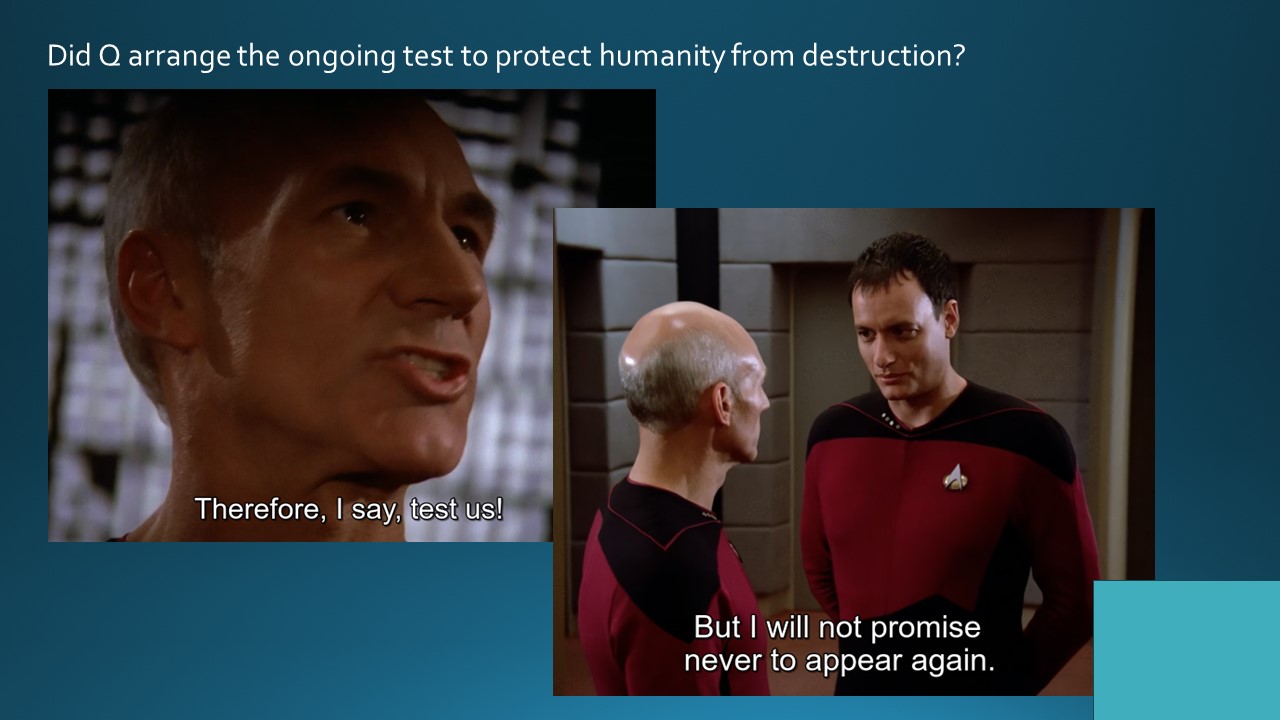 Did Q arrange the ongoing test to protect humanity from destruction?
Therefore, I say, test us!
But I will not promise
never to appear again.